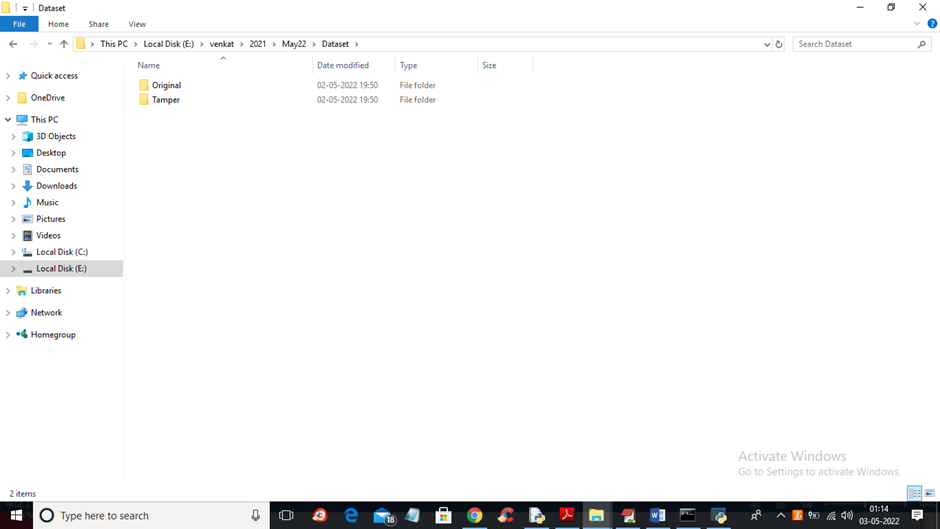 Dataset
File Home Share View
This PC Local Disk (E:) venkat 2021 May22 Dataset
Search Dataset
Name Date modified Type Size
Original 02-05-2022 19:50 File folder
Tamper 02-05-2022 19:50 File folder
Quick access
OneDrive
This PC
3D Objects
Desktop
Documents
Downloads
Music
Pictures
Videos
Local Disk (C:)
Local Disk (E:)
Libraries
Network
Homegroup
Activate Windows
Go to Settings to activate Windows.
2 items
Type here to search
18
01:14
03-05-2022